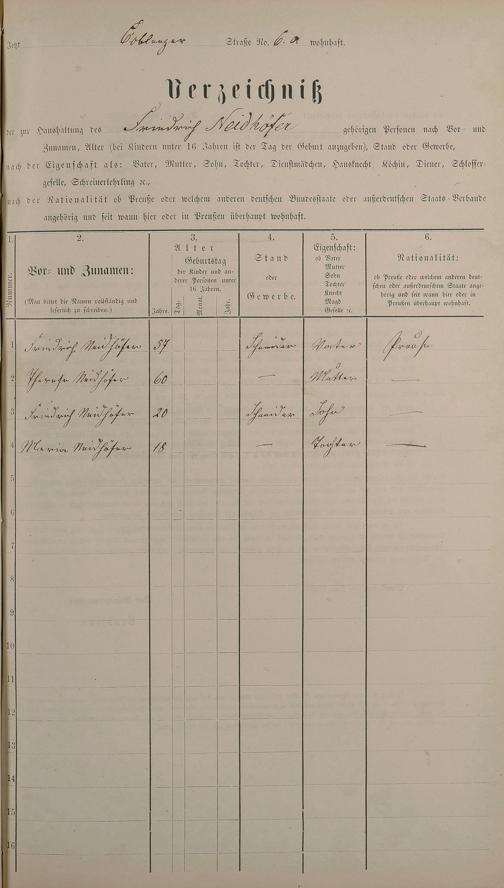 Jetzt Coblenzer Straße No. 6.a wohnhaft.
Verzeichniß
der zur Haushaltung des Friedrich Neidhöfer gehörigen Personen nach Vor- und
Zunamen, Alter (bei Kindern unter 16 Jahren ist der Tag der Geburt anzugeben), Stand oder Gewerbe,
nach der Eigenschaft als: Vater, Mutter, Sohn, Tochter, Dienstmädchen, Hausknecht, Köchin, Diener, Schlosser-
geselle, Schreinerlehrling ꝛc.,
nach der Nationalität ob Preuße oder welchem anderen deutschen Bundesstaate oder außerdeutschen Staats-Verbande
angehörig und seit wann hier oder in Preußen überhaupt wohnhaft.
1. 2. 3. 4. 5. 6.
Nummer.
Vor- und Zunamen:
(Man bittet die Namen vollständig und
leserlich zu schreiben.)
Alter
Jahre.
Geburtstag
der Kinder und an-
derer Personen unter
16 Jahren.
Tag. Monat. Jahr.
Stand
oder
Gewerbe.
Eigenschaft:
ob Vater
Mutter
Sohn
Tochter
Knecht
Magd
Geselle ꝛc.
Nationalität:
ob Preuße oder welchem anderen deut-
schen oder außerdeutschen Staate ange-
hörig und seit wann hier oder in
Preußen überhaupt wohnhaft.
1 Friedrich Neidhöfer 57 Schneider Vater Preuße
2 Therese Neidhöfer 60 — Mutter —
3 Friedrich Neidhöfer 20 Schneider Sohn —
4 Maria Neidhöfer 18 — Tochter —
5
6
7
8
9
10
11
12
13
14
15
16